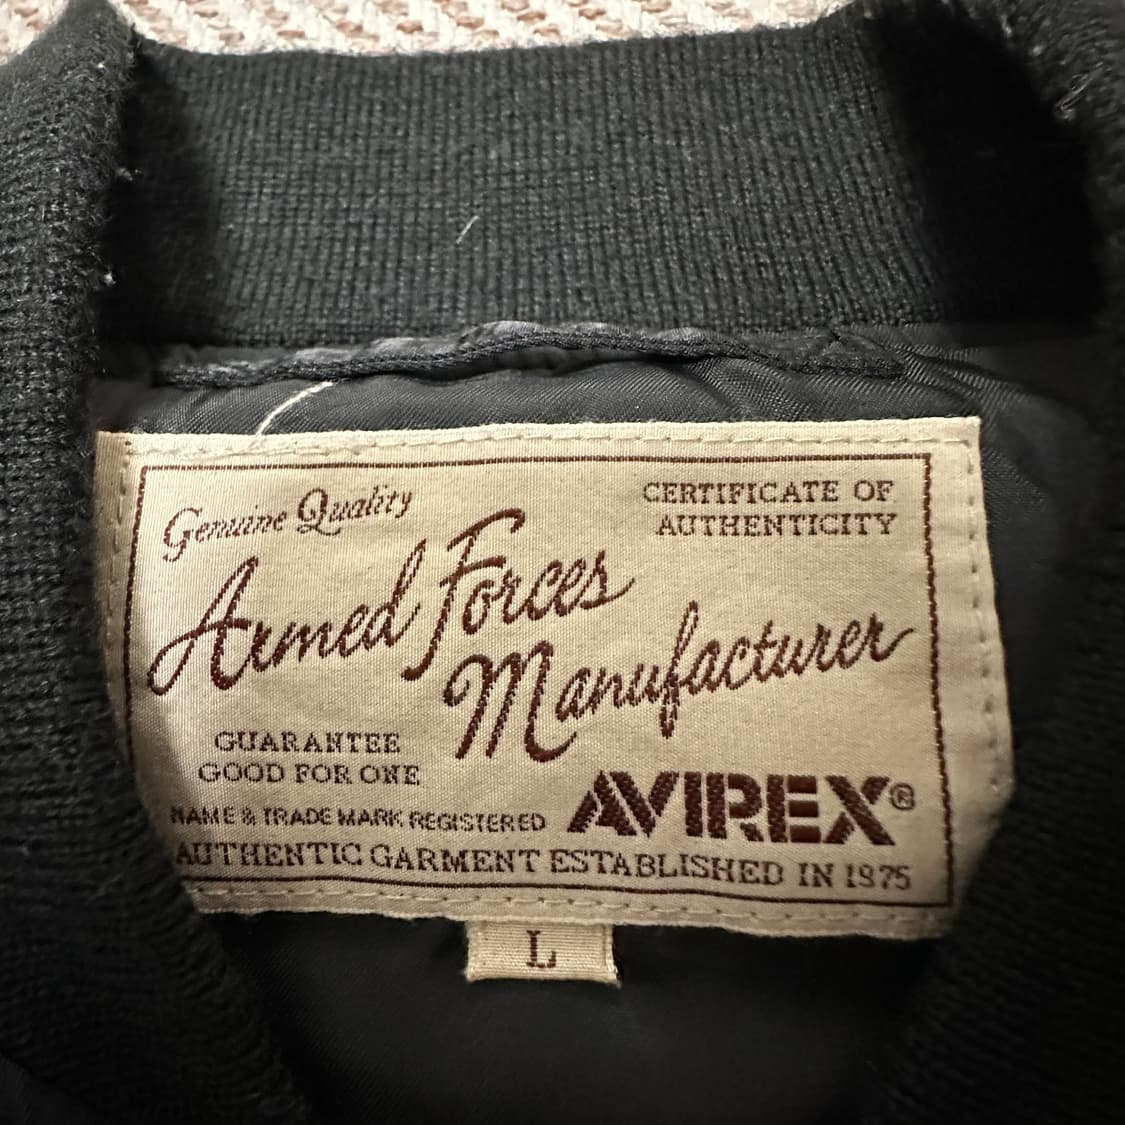 Genuine Quality
CERTIFICATE OF
AUTHENTICITY
Armed Forces
Manufacturer
GUARANTEE
GOOD FOR ONE
NAME & TRADE MARK REGISTERED
AVIREX®
AUTHENTIC GARMENT ESTABLISHED IN 1975
L